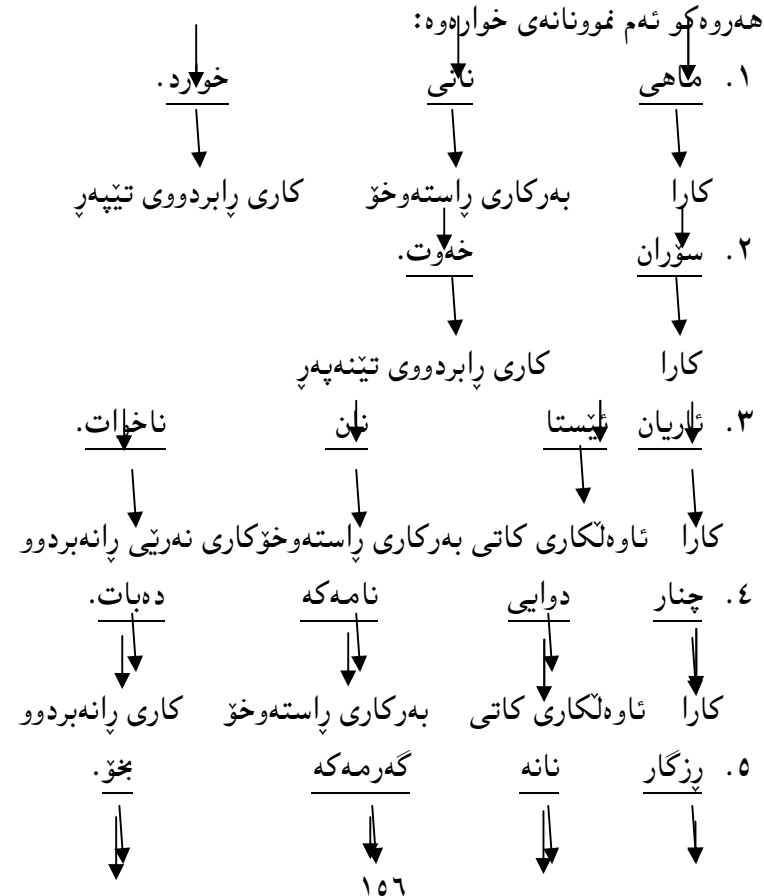 هەروەکو ئەم نموونانەی خوارەوە:
١. ماهی نانی خوارد.
کارا بەرکاری ڕاستەوخۆ کاری ڕابردووی تێپەڕ
٢. سۆران خەوت.
کارا کاری ڕابردووی تێنەپەڕ
٣. ئاریان ئێستا نان ناخوات.
کارا ئاوەڵکاری کاتی بەرکاری ڕاستەوخۆکاری نەرێی ڕانەبردوو
٤. چنار دوایی نامەکە دەبات.
کارا ئاوەڵکاری کاتی بەرکاری ڕاستەوخۆ کاری ڕانەبردوو
٥. ڕزگار نانە گەرمەکە بخۆ.
١٥٦